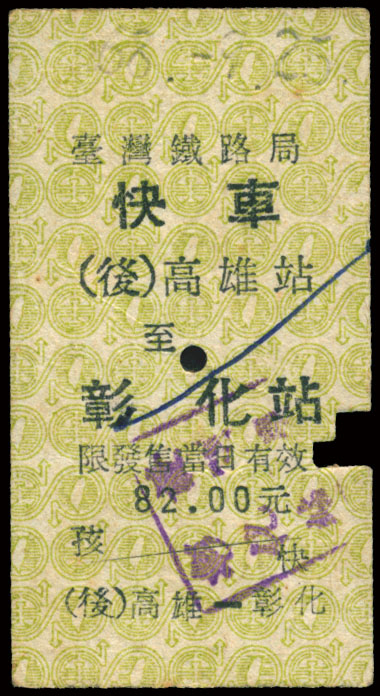 臺灣鐵路局
快車
(後)高雄站
至
彰化站
限發售當日有效
82.00元
孩 快
(後)高雄—彰化